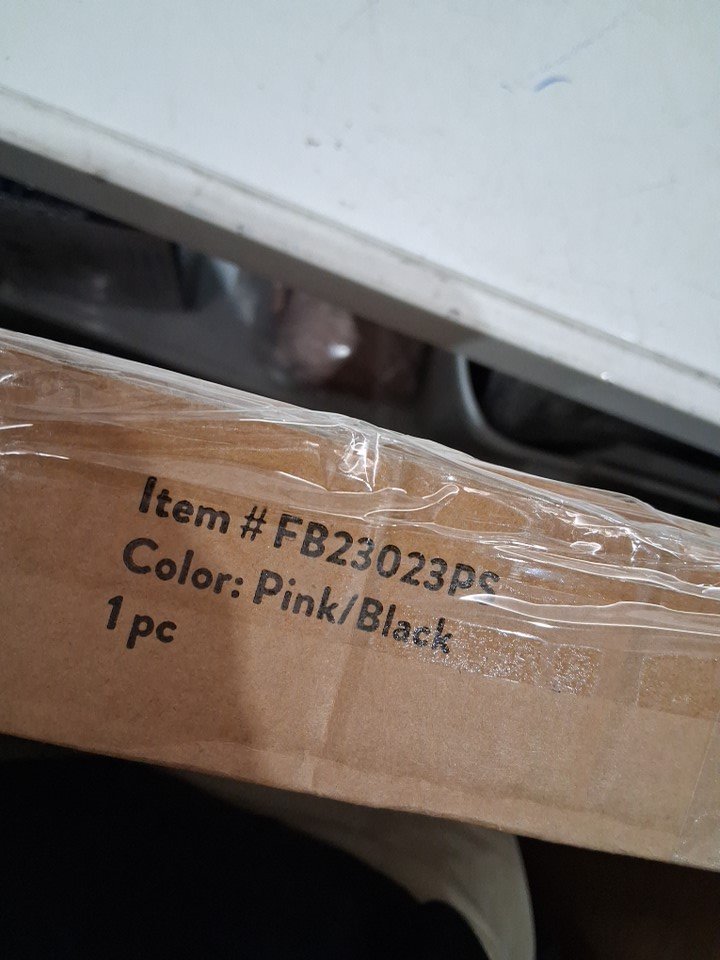 Item # FB23023PS
Color: Pink/Black
1 pc